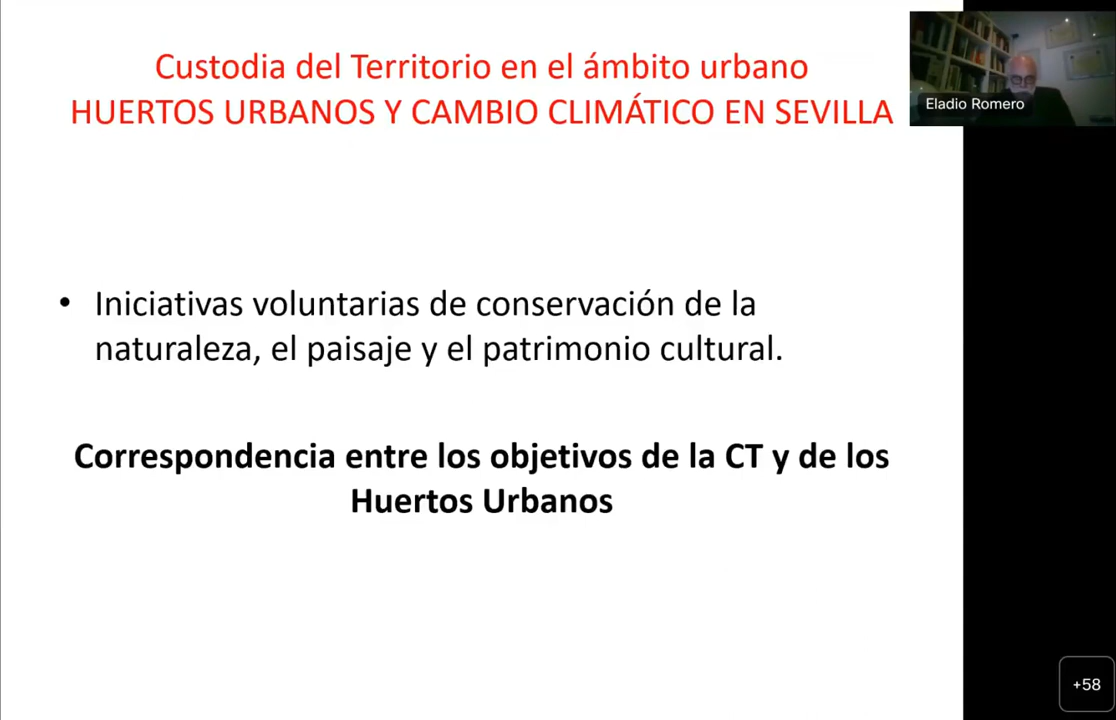 Custodia del Territorio en el ámbito urbano
HUERTOS URBANOS Y CAMBIO CLIMÁTICO EN SEVILLA
Eladio Romero
• Iniciativas voluntarias de conservación de la
naturaleza, el paisaje y el patrimonio cultural.
Correspondencia entre los objetivos de la CT y de los
Huertos Urbanos
+58